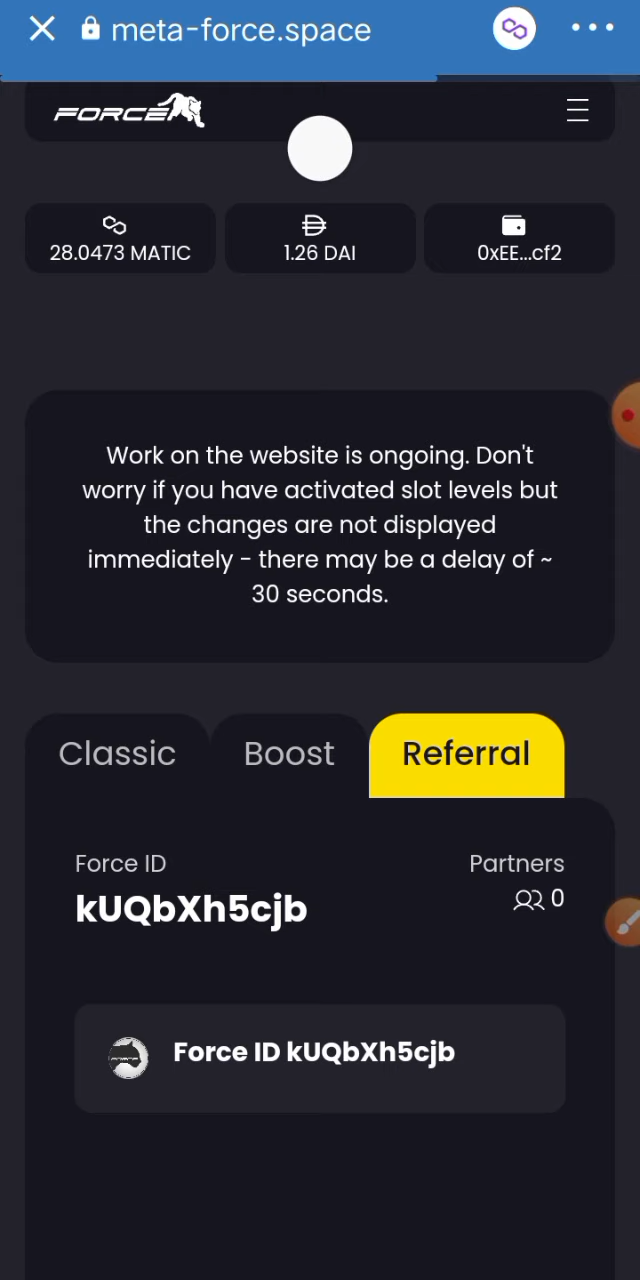 meta-force.space
FORCE
28.0473 MATIC
1.26 DAI
0xEE...cf2
Work on the website is ongoing. Don't
worry if you have activated slot levels but
the changes are not displayed
immediately - there may be a delay of ~
30 seconds.
Classic
Boost
Referral
Force ID
Partners
kUQbXh5cjb
0
Force ID kUQbXh5cjb